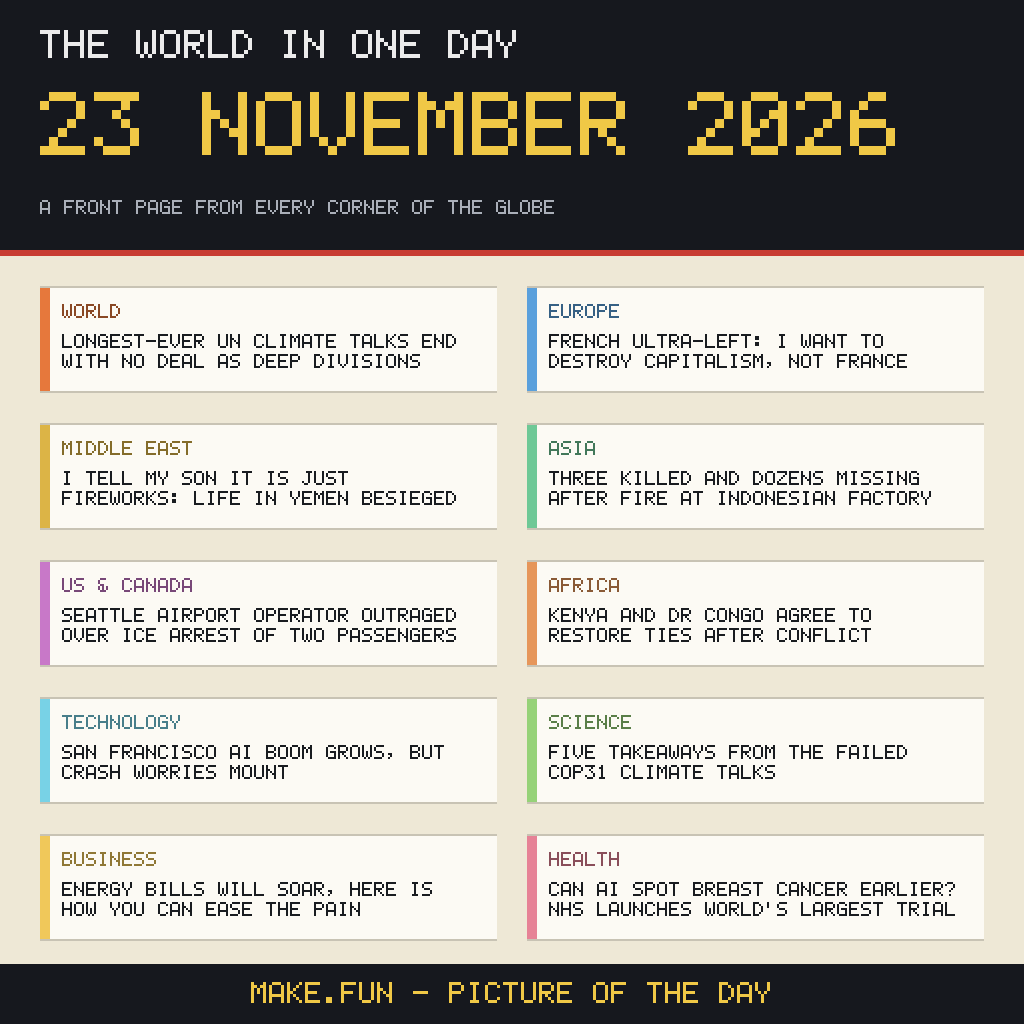 THE WORLD IN ONE DAY
23 NOVEMBER 2026
A FRONT PAGE FROM EVERY CORNER OF THE GLOBE
WORLD
LONGEST-EVER UN CLIMATE TALKS END
WITH NO DEAL AS DEEP DIVISIONS
EUROPE
FRENCH ULTRA-LEFT: I WANT TO
DESTROY CAPITALISM, NOT FRANCE
MIDDLE EAST
I TELL MY SON IT IS JUST
FIREWORKS: LIFE IN YEMEN BESIEGED
ASIA
THREE KILLED AND DOZENS MISSING
AFTER FIRE AT INDONESIAN FACTORY
US & CANADA
SEATTLE AIRPORT OPERATOR OUTRAGED
OVER ICE ARREST OF TWO PASSENGERS
AFRICA
KENYA AND DR CONGO AGREE TO
RESTORE TIES AFTER CONFLICT
TECHNOLOGY
SAN FRANCISCO AI BOOM GROWS, BUT
CRASH WORRIES MOUNT
SCIENCE
FIVE TAKEAWAYS FROM THE FAILED
COP31 CLIMATE TALKS
BUSINESS
ENERGY BILLS WILL SOAR, HERE IS
HOW YOU CAN EASE THE PAIN
HEALTH
CAN AI SPOT BREAST CANCER EARLIER?
NHS LAUNCHES WORLD'S LARGEST TRIAL
MAKE.FUN - PICTURE OF THE DAY